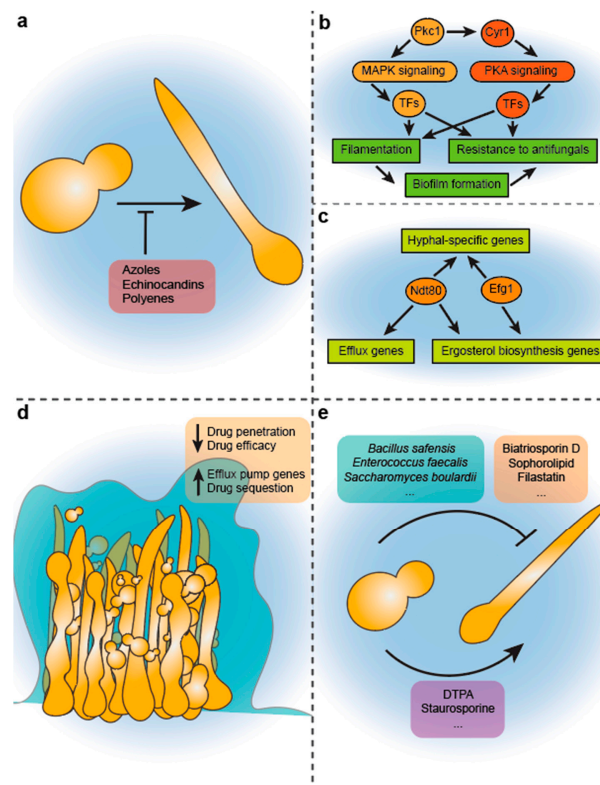 a
Azoles
Echinocandins
Polyenes
b
Pkc1
Cyr1
MAPK signaling
PKA signaling
TFs
TFs
Filamentation
Resistance to antifungals
Biofilm formation
c
Hyphal-specific genes
Ndt80
Efg1
Efflux genes
Ergosterol biosynthesis genes
d
Drug penetration
Drug efficacy
Efflux pump genes
Drug sequestion
e
Bacillus safensis
Enterococcus faecalis
Saccharomyces boulardii
...
Biatriosporin D
Sophorolipid
Filastatin
...
DTPA
Staurosporine
...